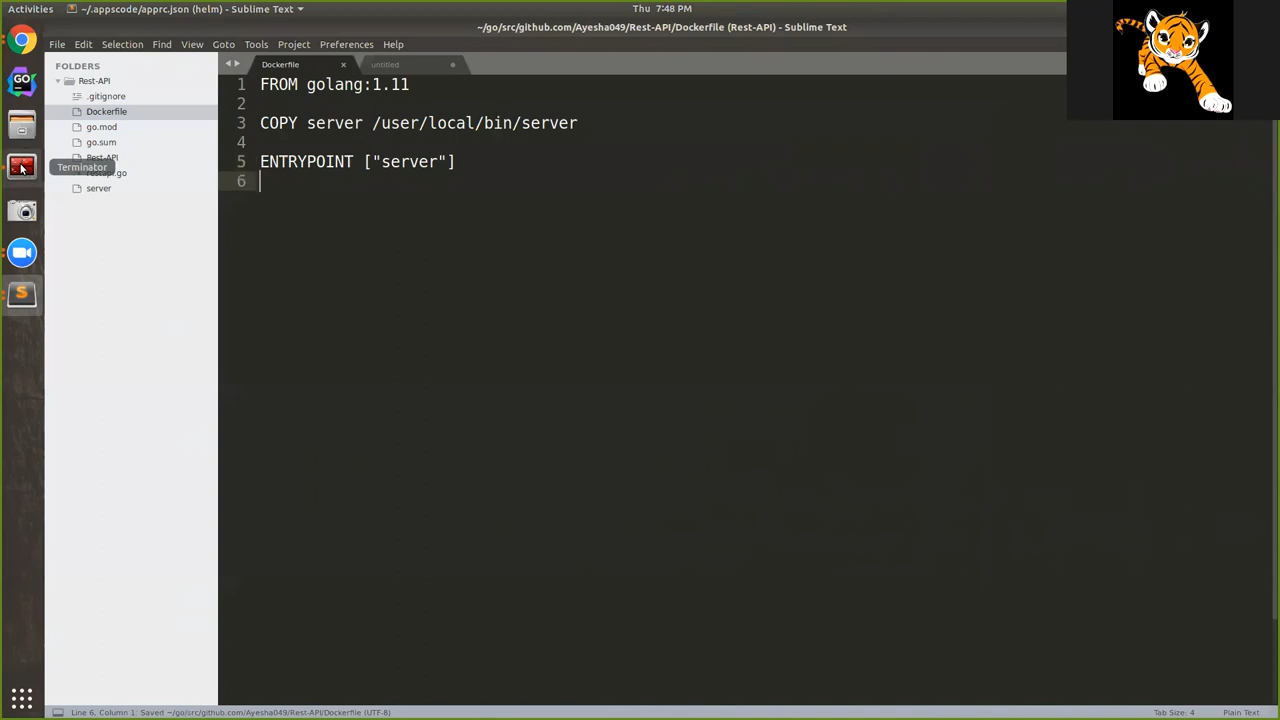 Activities
~/.appscode/apprc.json (helm) - Sublime Text
Thu 7:48 PM
~/go/src/github.com/Ayesha049/Rest-API/Dockerfile (Rest-API) - Sublime Text
File Edit Selection Find View Goto Tools Project Preferences Help
FOLDERS
Rest-API
.gitignore
Dockerfile
go.mod
go.sum
Rest-API
restapi.go
server
Terminator
Dockerfile
untitled
1 FROM golang:1.11
2
3 COPY server /user/local/bin/server
4
5 ENTRYPOINT ["server"]
6
Line 6, Column 1; Saved ~/go/src/github.com/Ayesha049/Rest-API/Dockerfile (UTF-8)
Tab Size: 4
Plain Text